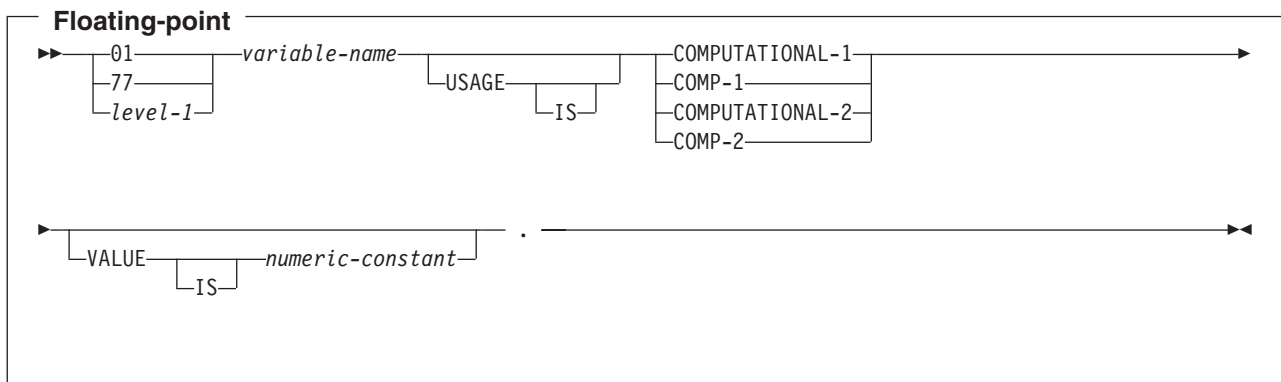 Floating-point
01 variable-name COMPUTATIONAL-1
77 USAGE COMP-1
level-1 IS COMPUTATIONAL-2
COMP-2
.
VALUE numeric-constant
IS